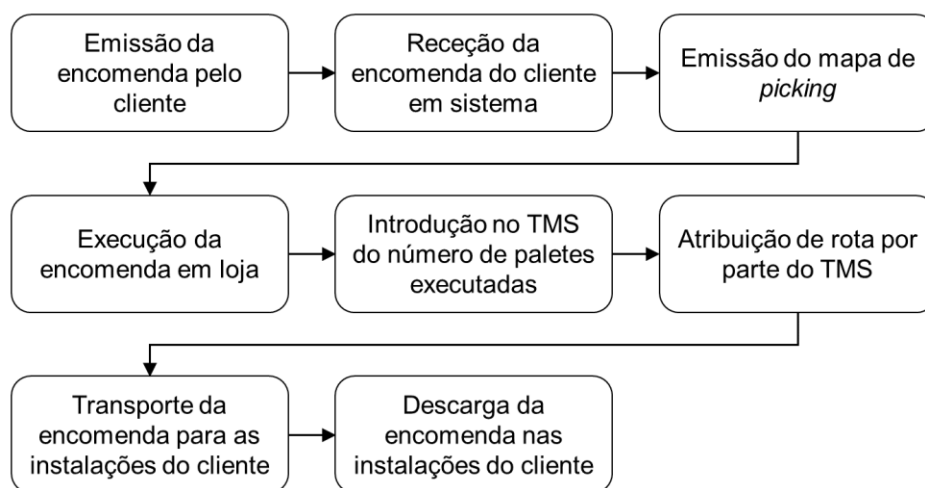 Emissão da
encomenda pelo
cliente
Receção da
encomenda do cliente
em sistema
Emissão do mapa de
picking
Execução da
encomenda em loja
Introdução no TMS
do número de paletes
executadas
Atribuição de rota por
parte do TMS
Transporte da
encomenda para as
instalações do cliente
Descarga da
encomenda nas
instalações do cliente